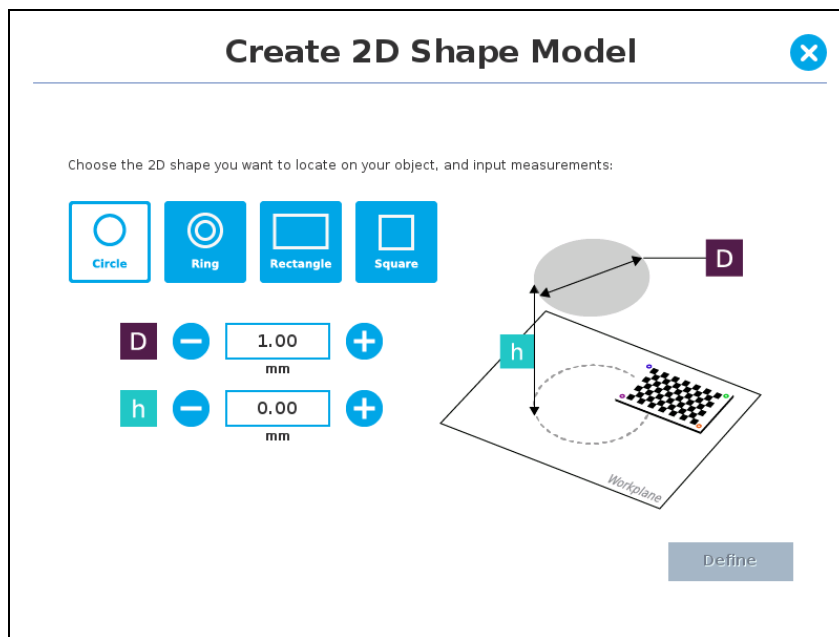 Create 2D Shape Model
Choose the 2D shape you want to locate on your object, and input measurements:
Circle
Ring
Rectangle
Square
D
D
1.00
mm
h
h
0.00
mm
Workplane
Define